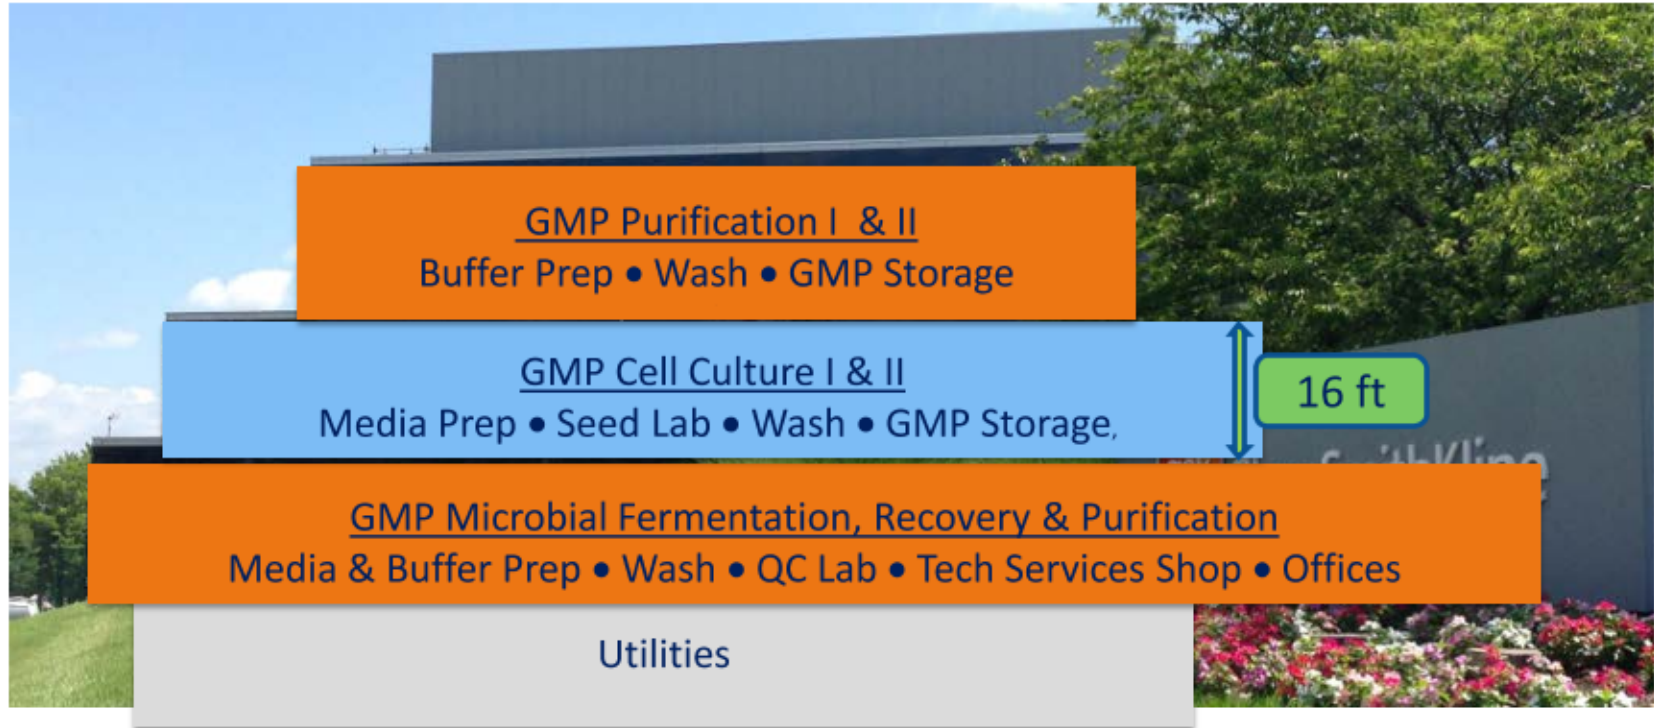 GMP Purification I & II
Buffer Prep • Wash • GMP Storage
GMP Cell Culture I & II
Media Prep • Seed Lab • Wash • GMP Storage,
16 ft
SmithKline
GMP Microbial Fermentation, Recovery & Purification
Media & Buffer Prep • Wash • QC Lab • Tech Services Shop • Offices
Utilities